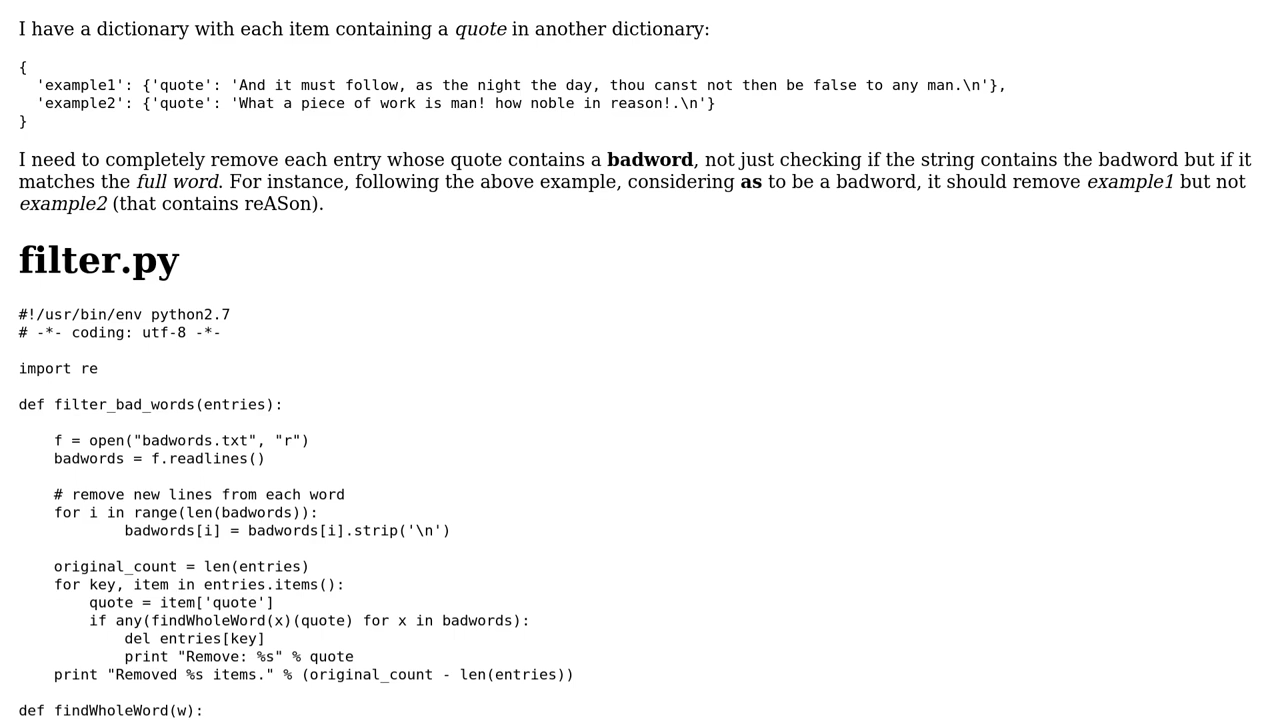 I have a dictionary with each item containing a quote in another dictionary:
{
  'example1': {'quote': 'And it must follow, as the night the day, thou canst not then be false to any man.\n'},
  'example2': {'quote': 'What a piece of work is man! how noble in reason!.\n'}
}
I need to completely remove each entry whose quote contains a badword, not just checking if the string contains the badword but if it
matches the full word. For instance, following the above example, considering as to be a badword, it should remove example1 but not
example2 (that contains reASon).
filter.py
#!/usr/bin/env python2.7
# -*- coding: utf-8 -*-
import re
def filter_bad_words(entries):
    f = open("badwords.txt", "r")
    badwords = f.readlines()
    # remove new lines from each word
    for i in range(len(badwords)):
            badwords[i] = badwords[i].strip('\n')
    original_count = len(entries)
    for key, item in entries.items():
        quote = item['quote']
        if any(findWholeWord(x)(quote) for x in badwords):
            del entries[key]
            print "Remove: %s" % quote
    print "Removed %s items." % (original_count - len(entries))
def findWholeWord(w):